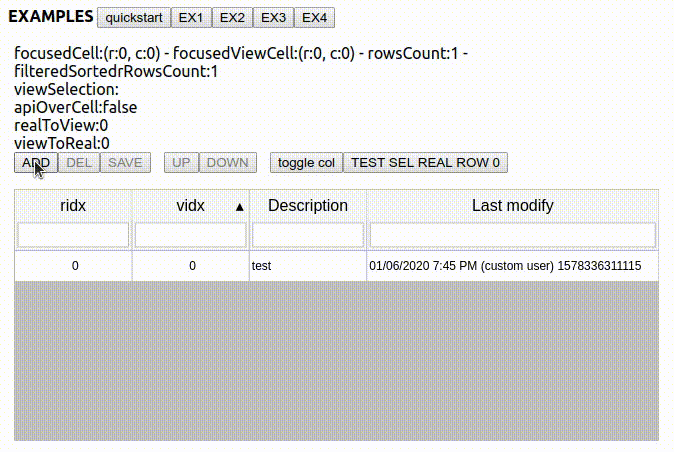 EXAMPLES quickstart EX1 EX2 EX3 EX4
focusedCell:(r:0, c:0) - focusedViewCell:(r:0, c:0) - rowsCount:1 -
filteredSortedrRowsCount:1
viewSelection:
apiOverCell:false
realToView:0
viewToReal:0
ADD DEL SAVE UP DOWN toggle col TEST SEL REAL ROW 0
ridx vidx ▲ Description Last modify
0 0 test 01/06/2020 7:45 PM (custom user) 1578336311115